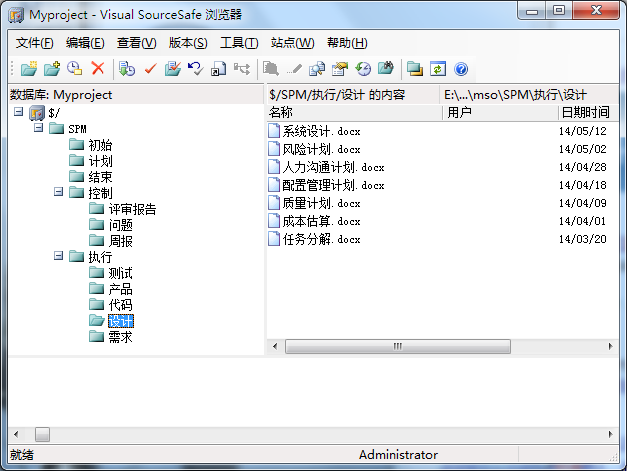 Myproject - Visual SourceSafe 浏览器
文件(F) 编辑(E) 查看(V) 版本(S) 工具(T) 站点(W) 帮助(H)
数据库: Myproject
$/
SPM
初始
计划
结束
控制
评审报告
问题
周报
执行
测试
产品
代码
设计
需求
$/SPM/执行/设计 的内容 E:\...\mso\SPM\执行\设计
名称 用户 日期时间
系统设计.docx 14/05/12
风险计划.docx 14/05/02
人力沟通计划.docx 14/04/28
配置管理计划.docx 14/04/18
质量计划.docx 14/04/09
成本估算.docx 14/04/01
任务分解.docx 14/03/20
就绪 Administrator